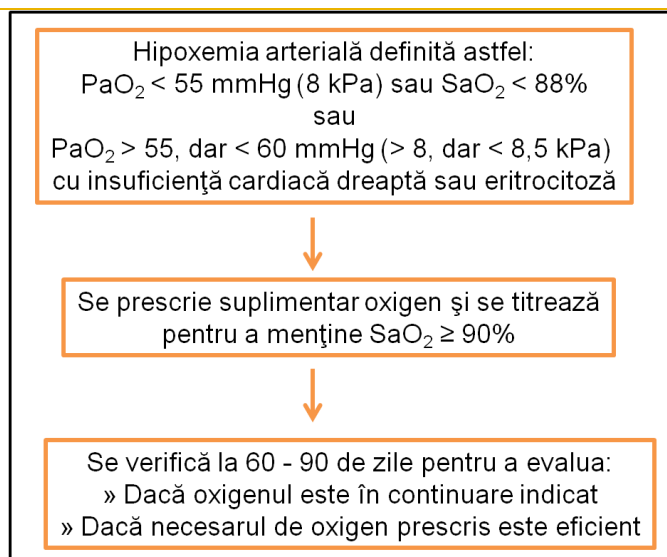 Hipoxemia arterială definită astfel:
PaO₂ < 55 mmHg (8 kPa) sau SaO₂ < 88%
sau
PaO₂ > 55, dar < 60 mmHg (> 8, dar < 8,5 kPa)
cu insuficienţă cardiacă dreaptă sau eritrocitoză
Se prescrie suplimentar oxigen şi se titrează
pentru a menţine SaO₂ ≥ 90%
Se verifică la 60 - 90 de zile pentru a evalua:
» Dacă oxigenul este în continuare indicat
» Dacă necesarul de oxigen prescris este eficient